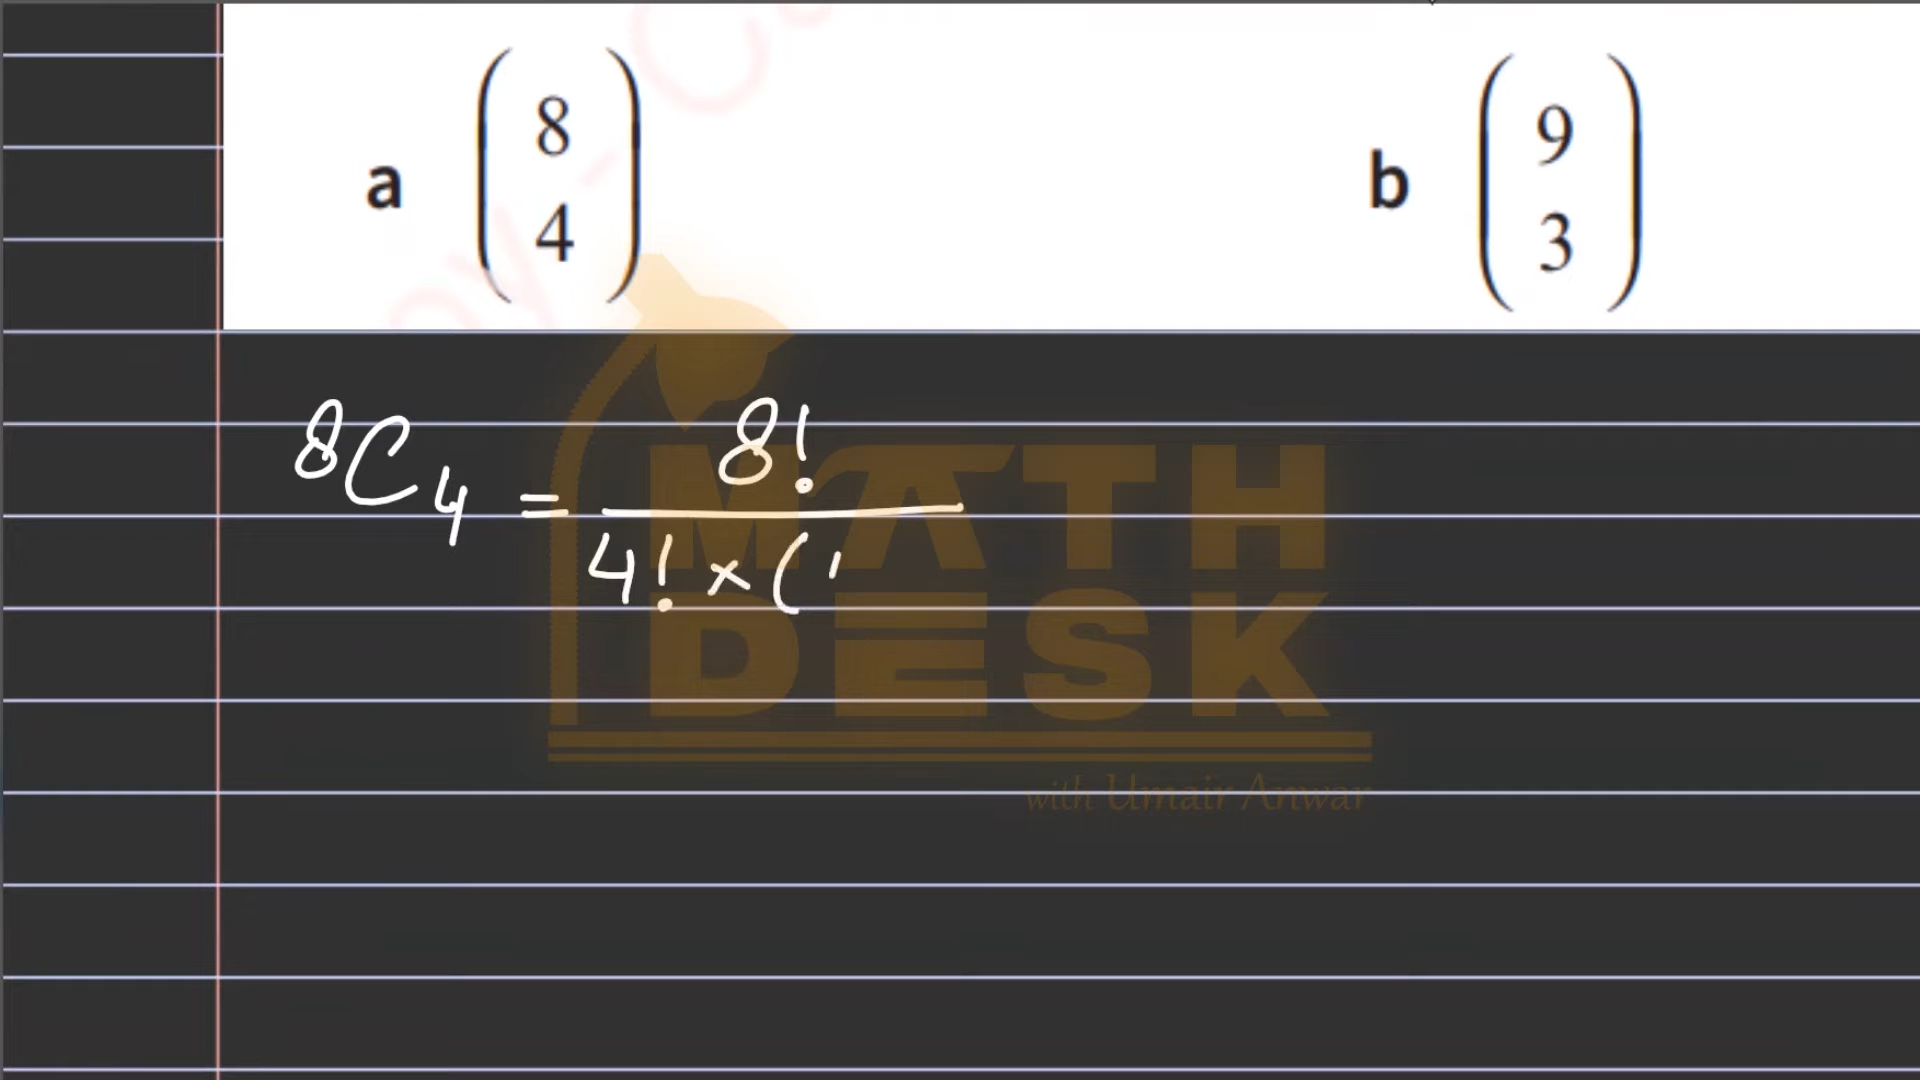 a (8 4) b (9 3)
8C4 = 8! / 4! × (
MATH
DESK
with Umair Anwar